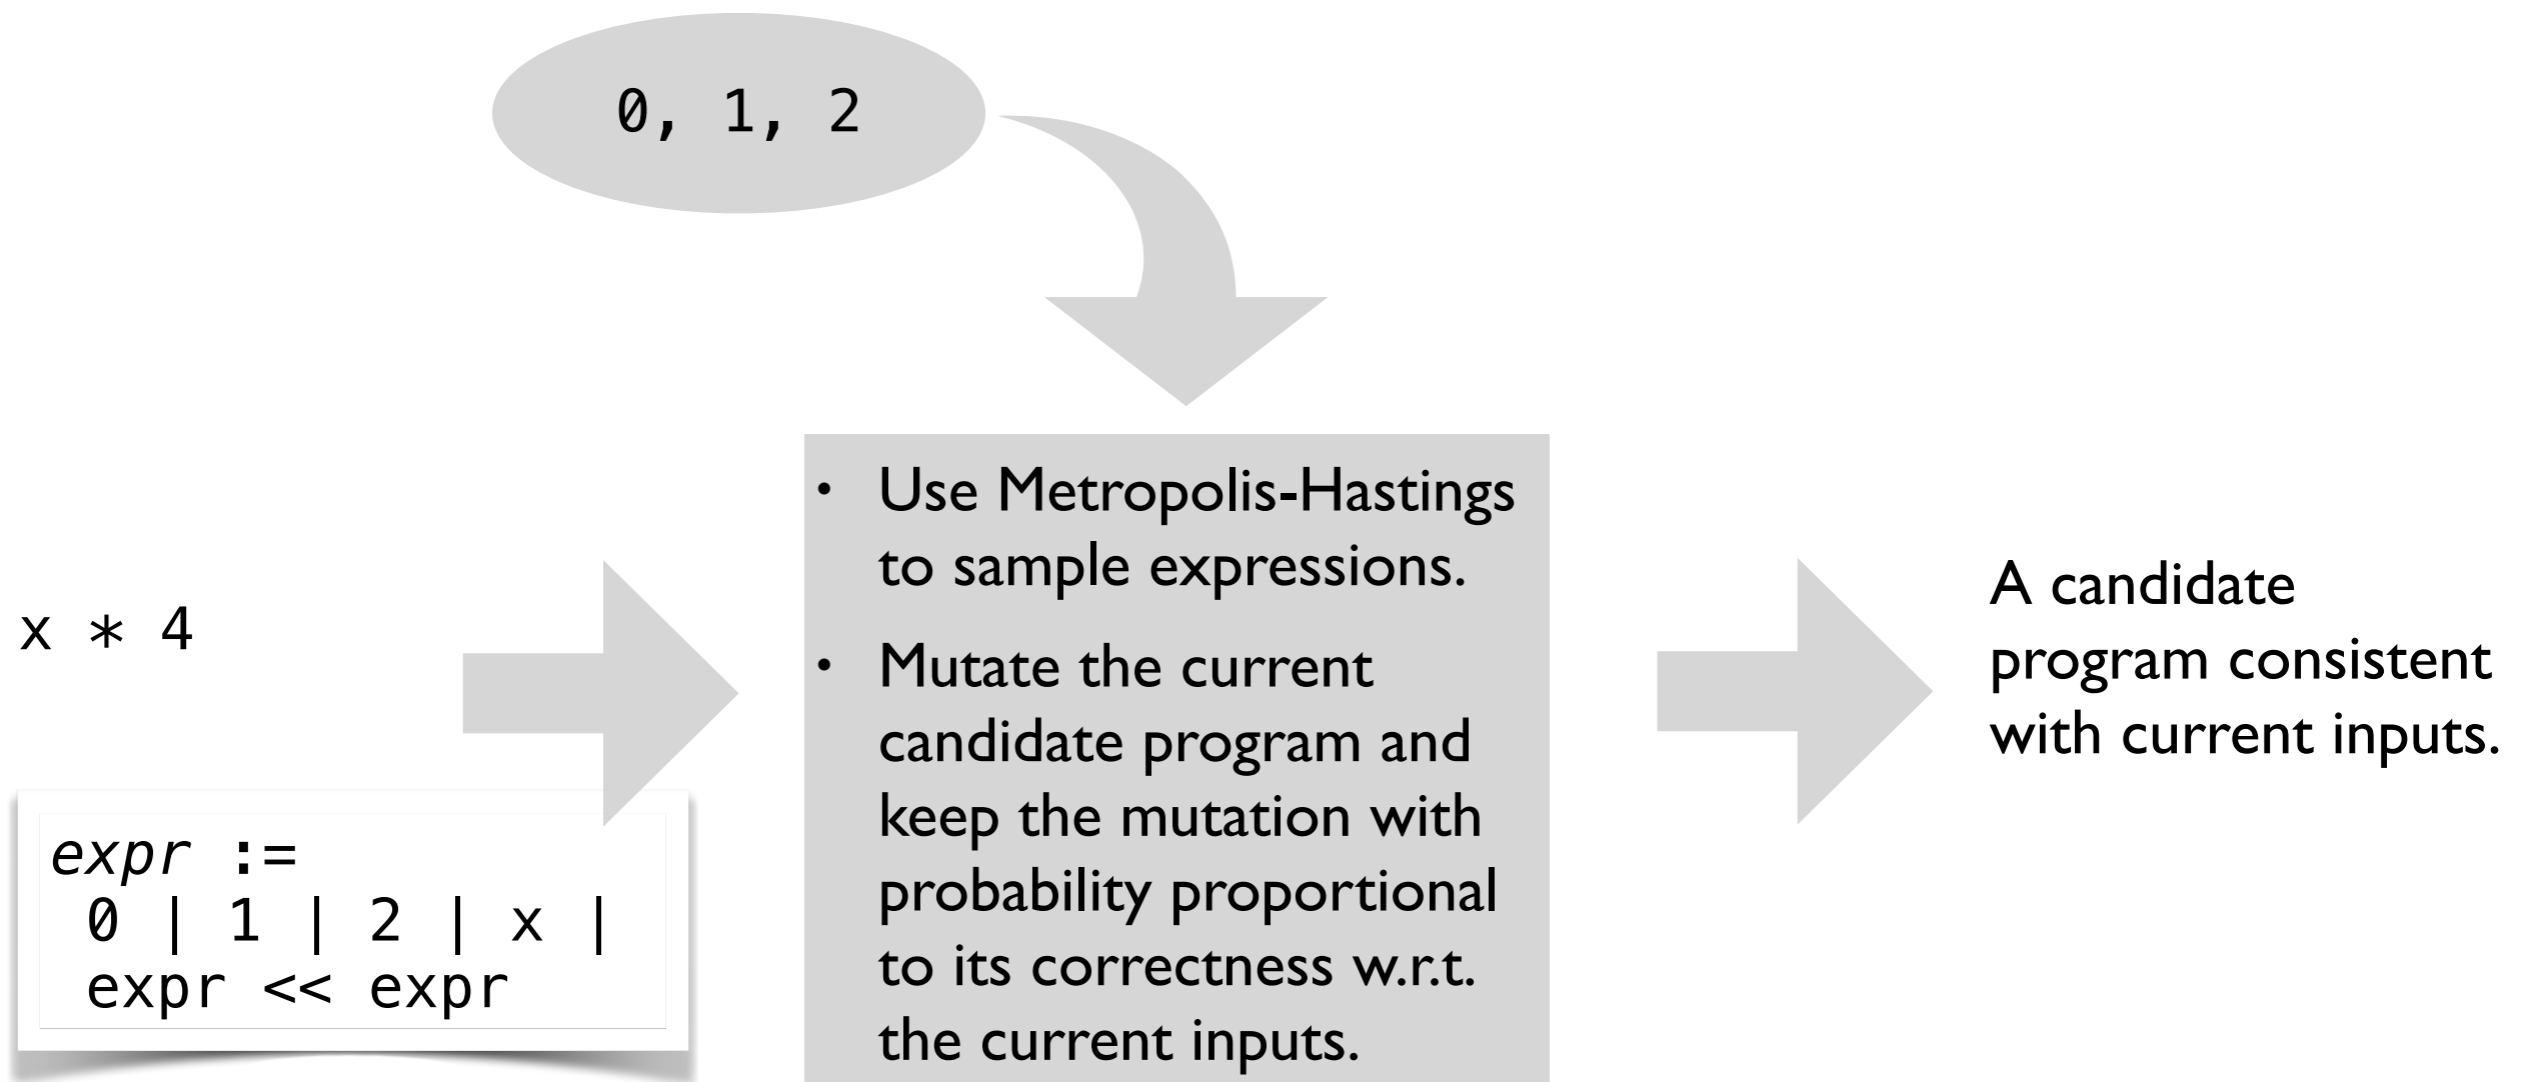 0, 1, 2
x * 4
expr :=
0 | 1 | 2 | x |
expr << expr
• Use Metropolis-Hastings
to sample expressions.
• Mutate the current
candidate program and
keep the mutation with
probability proportional
to its correctness w.r.t.
the current inputs.
A candidate
program consistent
with current inputs.